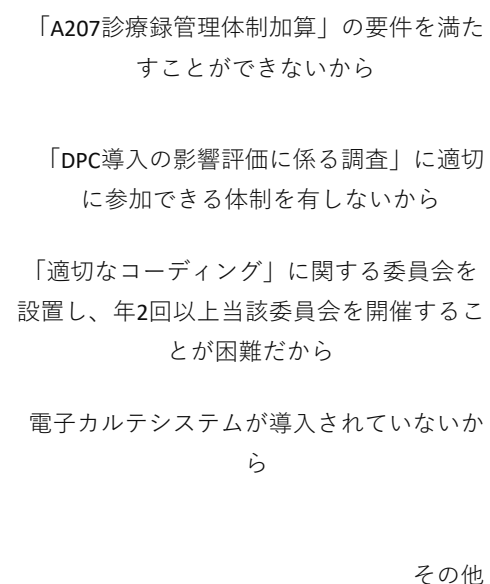 「A207診療録管理体制加算」の要件を満た
すことができないから
「DPC導入の影響評価に係る調査」に適切
に参加できる体制を有しないから
「適切なコーディング」に関する委員会を
設置し、年2回以上当該委員会を開催するこ
とが困難だから
電子カルテシステムが導入されていないか
ら
その他